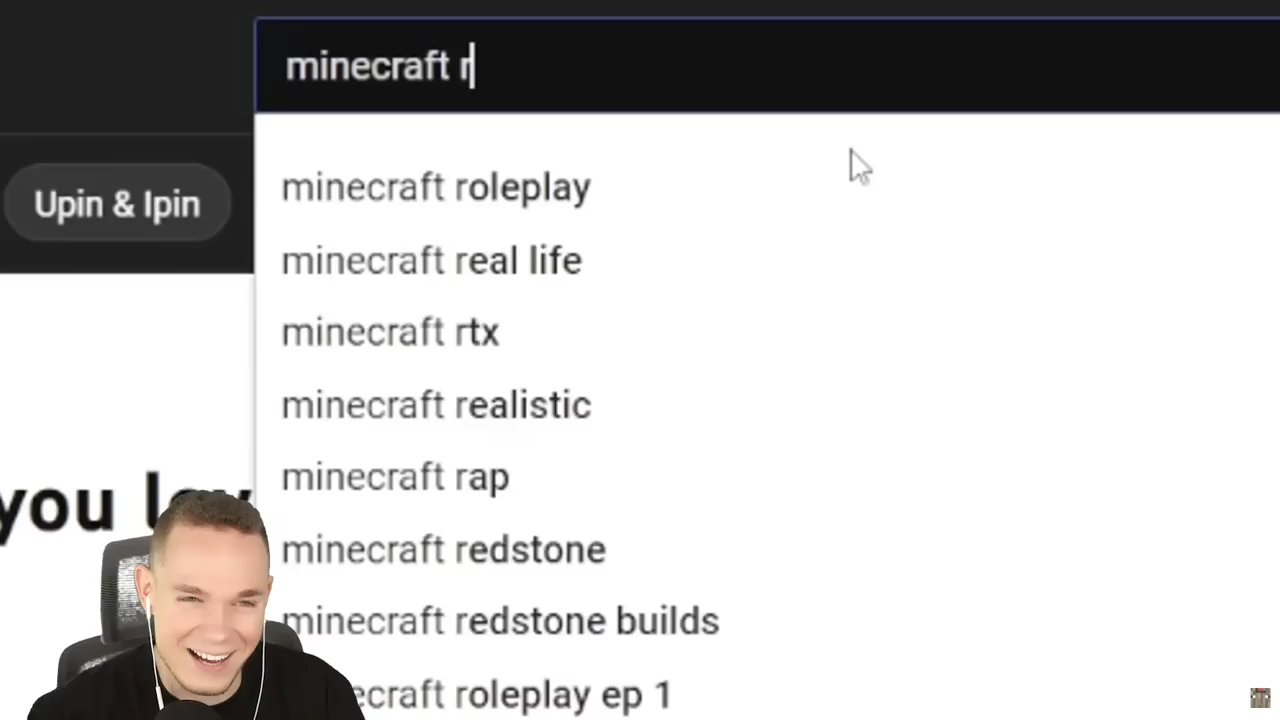 minecraft r
Upin & Ipin
minecraft roleplay
minecraft real life
minecraft rtx
minecraft realistic
minecraft rap
you
minecraft redstone
minecraft redstone builds
minecraft roleplay ep 1